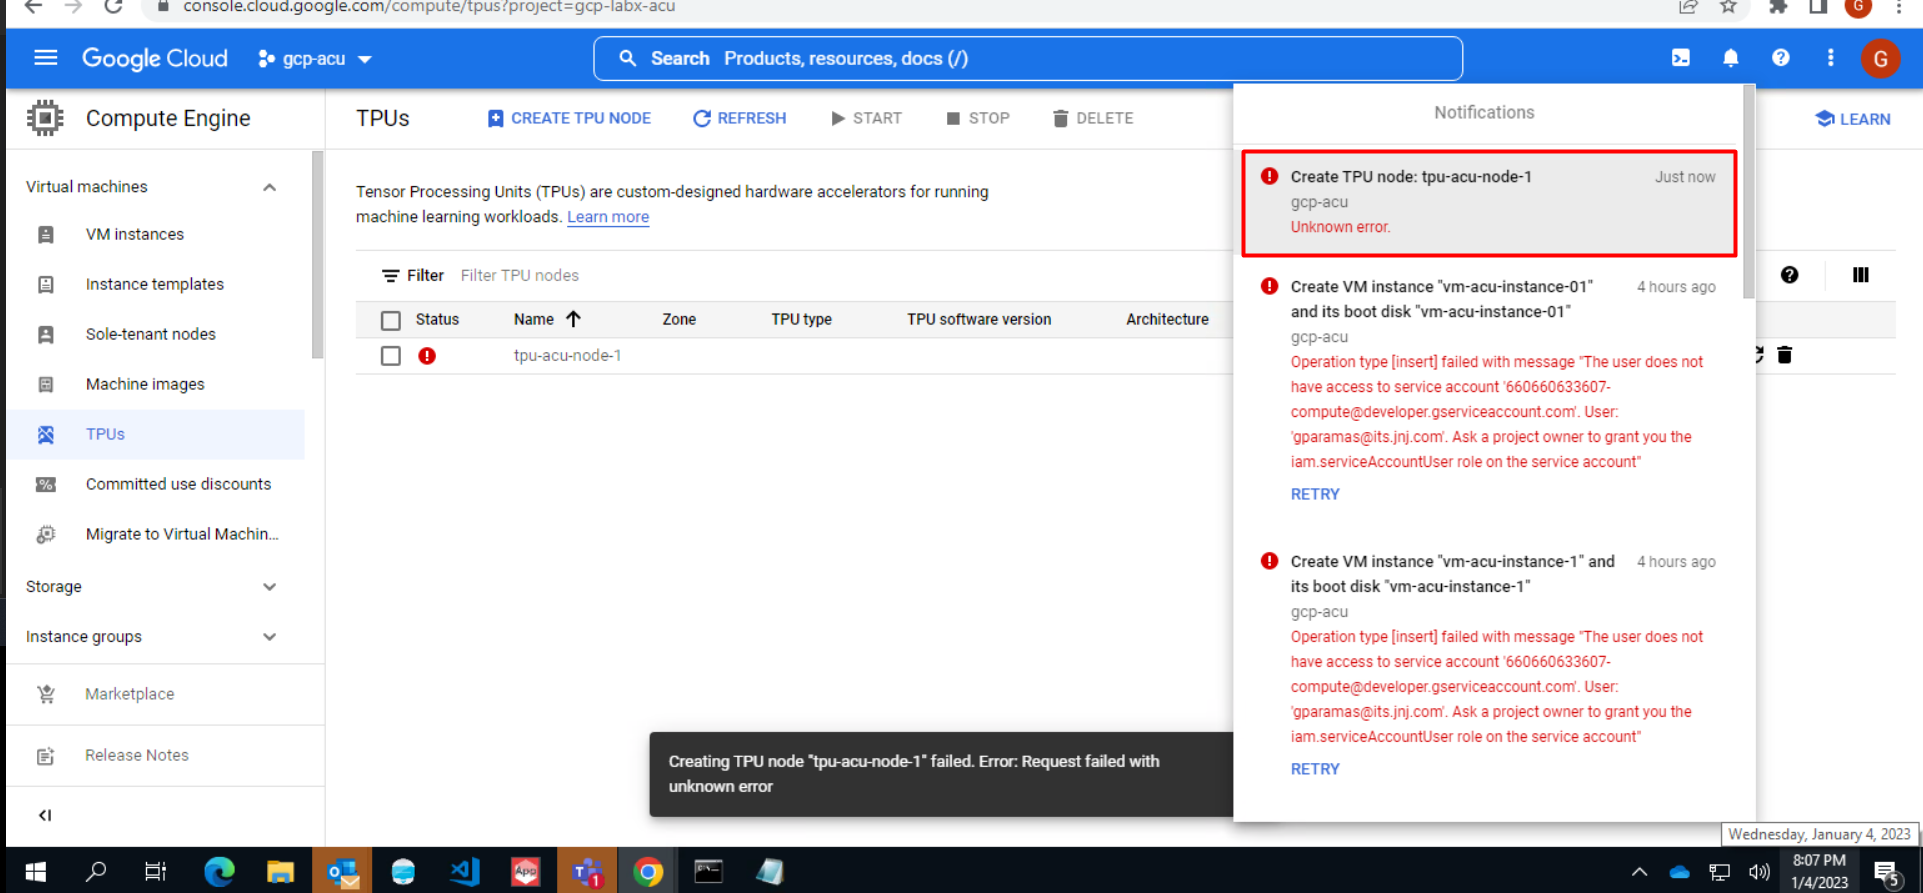 console.cloud.google.com/compute/tpus?project=gcp-labx-acu
G
Google Cloud
gcp-acu
Search Products, resources, docs (/)
G
Compute Engine
TPUs
CREATE TPU NODE
REFRESH
START
STOP
DELETE
LEARN
Virtual machines
VM instances
Instance templates
Sole-tenant nodes
Machine images
TPUs
Committed use discounts
Migrate to Virtual Machin...
Storage
Instance groups
Marketplace
Release Notes
Tensor Processing Units (TPUs) are custom-designed hardware accelerators for running
machine learning workloads. Learn more
Filter Filter TPU nodes
Status Name Zone TPU type TPU software version Architecture
tpu-acu-node-1
Creating TPU node "tpu-acu-node-1" failed. Error: Request failed with
unknown error
Notifications
Create TPU node: tpu-acu-node-1 Just now
gcp-acu
Unknown error.
Create VM instance "vm-acu-instance-01" 4 hours ago
and its boot disk "vm-acu-instance-01"
gcp-acu
Operation type [insert] failed with message "The user does not
have access to service account '660660633607-
compute@developer.gserviceaccount.com'. User:
'gparamas@its.jnj.com'. Ask a project owner to grant you the
iam.serviceAccountUser role on the service account"
RETRY
Create VM instance "vm-acu-instance-1" and 4 hours ago
its boot disk "vm-acu-instance-1"
gcp-acu
Operation type [insert] failed with message "The user does not
have access to service account '660660633607-
compute@developer.gserviceaccount.com'. User:
'gparamas@its.jnj.com'. Ask a project owner to grant you the
iam.serviceAccountUser role on the service account"
RETRY
Wednesday, January 4, 2023
App
1
8:07 PM
1/4/2023
5